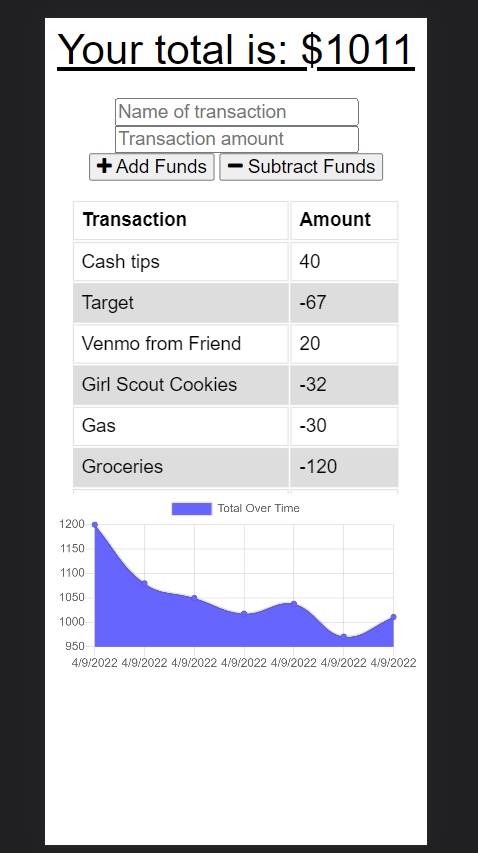 Your total is: $1011
Name of transaction
Transaction amount
+ Add Funds − Subtract Funds
Transaction Amount
Cash tips 40
Target -67
Venmo from Friend 20
Girl Scout Cookies -32
Gas -30
Groceries -120
Total Over Time
1200
1150
1100
1050
1000
950
4/9/2022 4/9/2022 4/9/2022 4/9/2022 4/9/2022 4/9/2022 4/9/2022